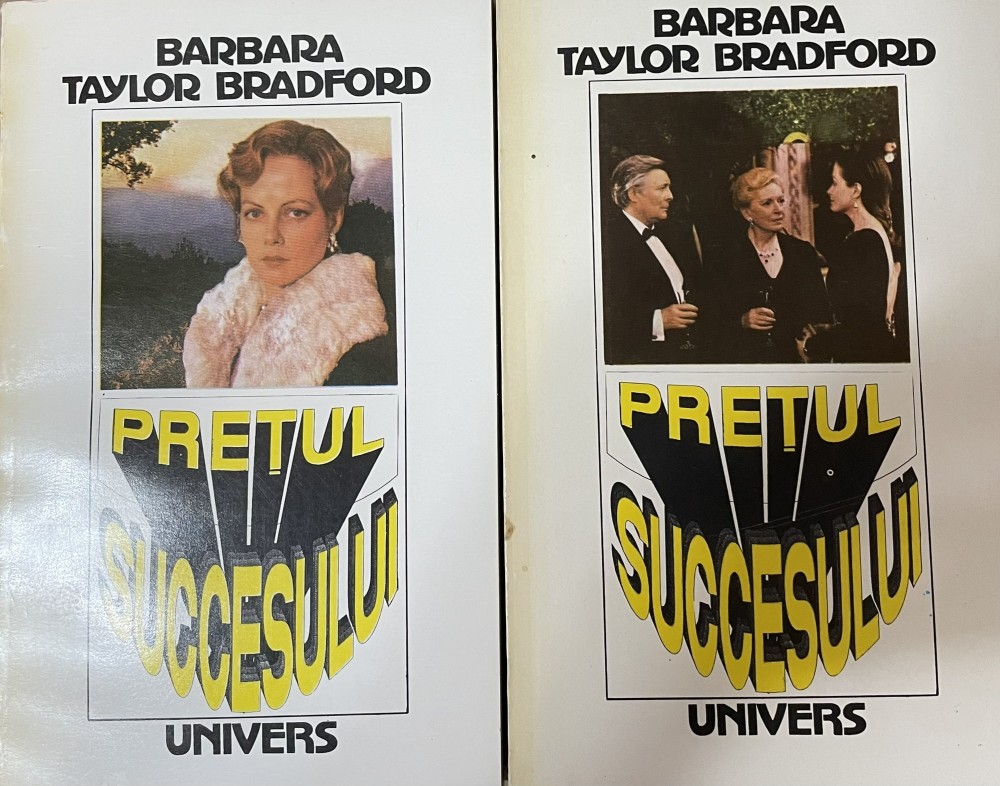 BARBARA
TAYLOR BRADFORD
PREȚUL
SUCCESULUI
UNIVERS
BARBARA
TAYLOR BRADFORD
PREȚUL
SUCCESULUI
UNIVERS